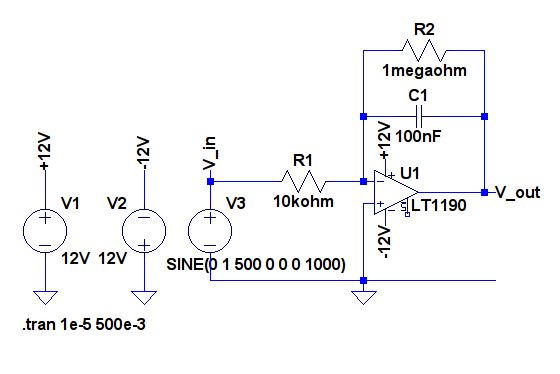 R2
1megaohm
C1
100nF
+12V
-12V
V_in
R1
10kohm
+12V
U1
LT1190
S
-12V
V_out
V1
12V
V2
12V
V3
SINE(0 1 500 0 0 0 1000)
.tran 1e-5 500e-3